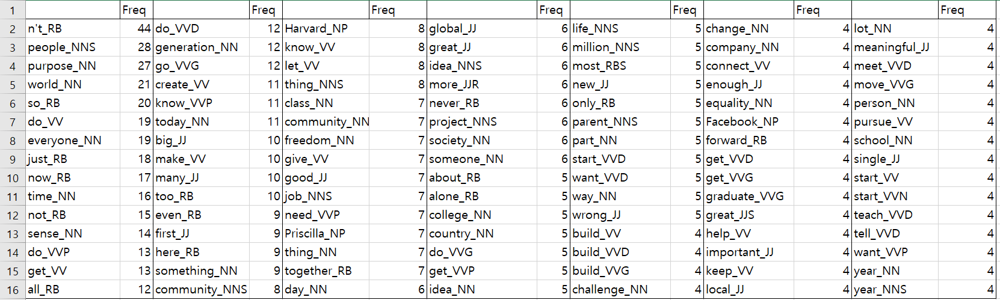 1 Freq Freq Freq Freq Freq Freq Freq
2 n't_RB 44 do_VVD 12 Harvard_NP 8 global_JJ 6 life_NNS 5 change_NN 4 lot_NN 4
3 people_NNS 28 generation_NN 12 know_VV 8 great_JJ 6 million_NNS 5 company_NN 4 meaningful_JJ 4
4 purpose_NN 27 go_VVG 12 let_VV 8 idea_NNS 6 most_RBS 5 connect_VV 4 meet_VVD 4
5 world_NN 21 create_VV 11 thing_NNS 8 more_JJR 6 new_JJ 5 enough_JJ 4 move_VVG 4
6 so_RB 20 know_VVP 11 class_NN 7 never_RB 6 only_RB 5 equality_NN 4 person_NN 4
7 do_VV 19 today_NN 11 community_NN 7 project_NNS 6 parent_NNS 5 Facebook_NP 4 pursue_VV 4
8 everyone_NN 19 big_JJ 10 freedom_NN 7 society_NN 6 part_NN 5 forward_RB 4 school_NN 4
9 just_RB 18 make_VV 10 give_VV 7 someone_NN 6 start_VVD 5 get_VVD 4 single_JJ 4
10 now_RB 17 many_JJ 10 good_JJ 7 about_RB 5 want_VVD 5 get_VVG 4 start_VV 4
11 time_NN 16 too_RB 10 job_NNS 7 alone_RB 5 way_NN 5 graduate_VVG 4 start_VVN 4
12 not_RB 15 even_RB 9 need_VVP 7 college_NN 5 wrong_JJ 5 great_JJS 4 teach_VVD 4
13 sense_NN 14 first_JJ 9 Priscilla_NP 7 country_NN 5 build_VV 4 help_VV 4 tell_VVD 4
14 do_VVP 13 here_RB 9 thing_NN 7 do_VVG 5 build_VVD 4 important_JJ 4 want_VVP 4
15 get_VV 13 something_NN 9 together_RB 7 get_VVP 5 build_VVG 4 keep_VV 4 year_NN 4
16 all_RB 12 community_NNS 8 day_NN 6 idea_NN 5 challenge_NN 4 local_JJ 4 year_NNS 4